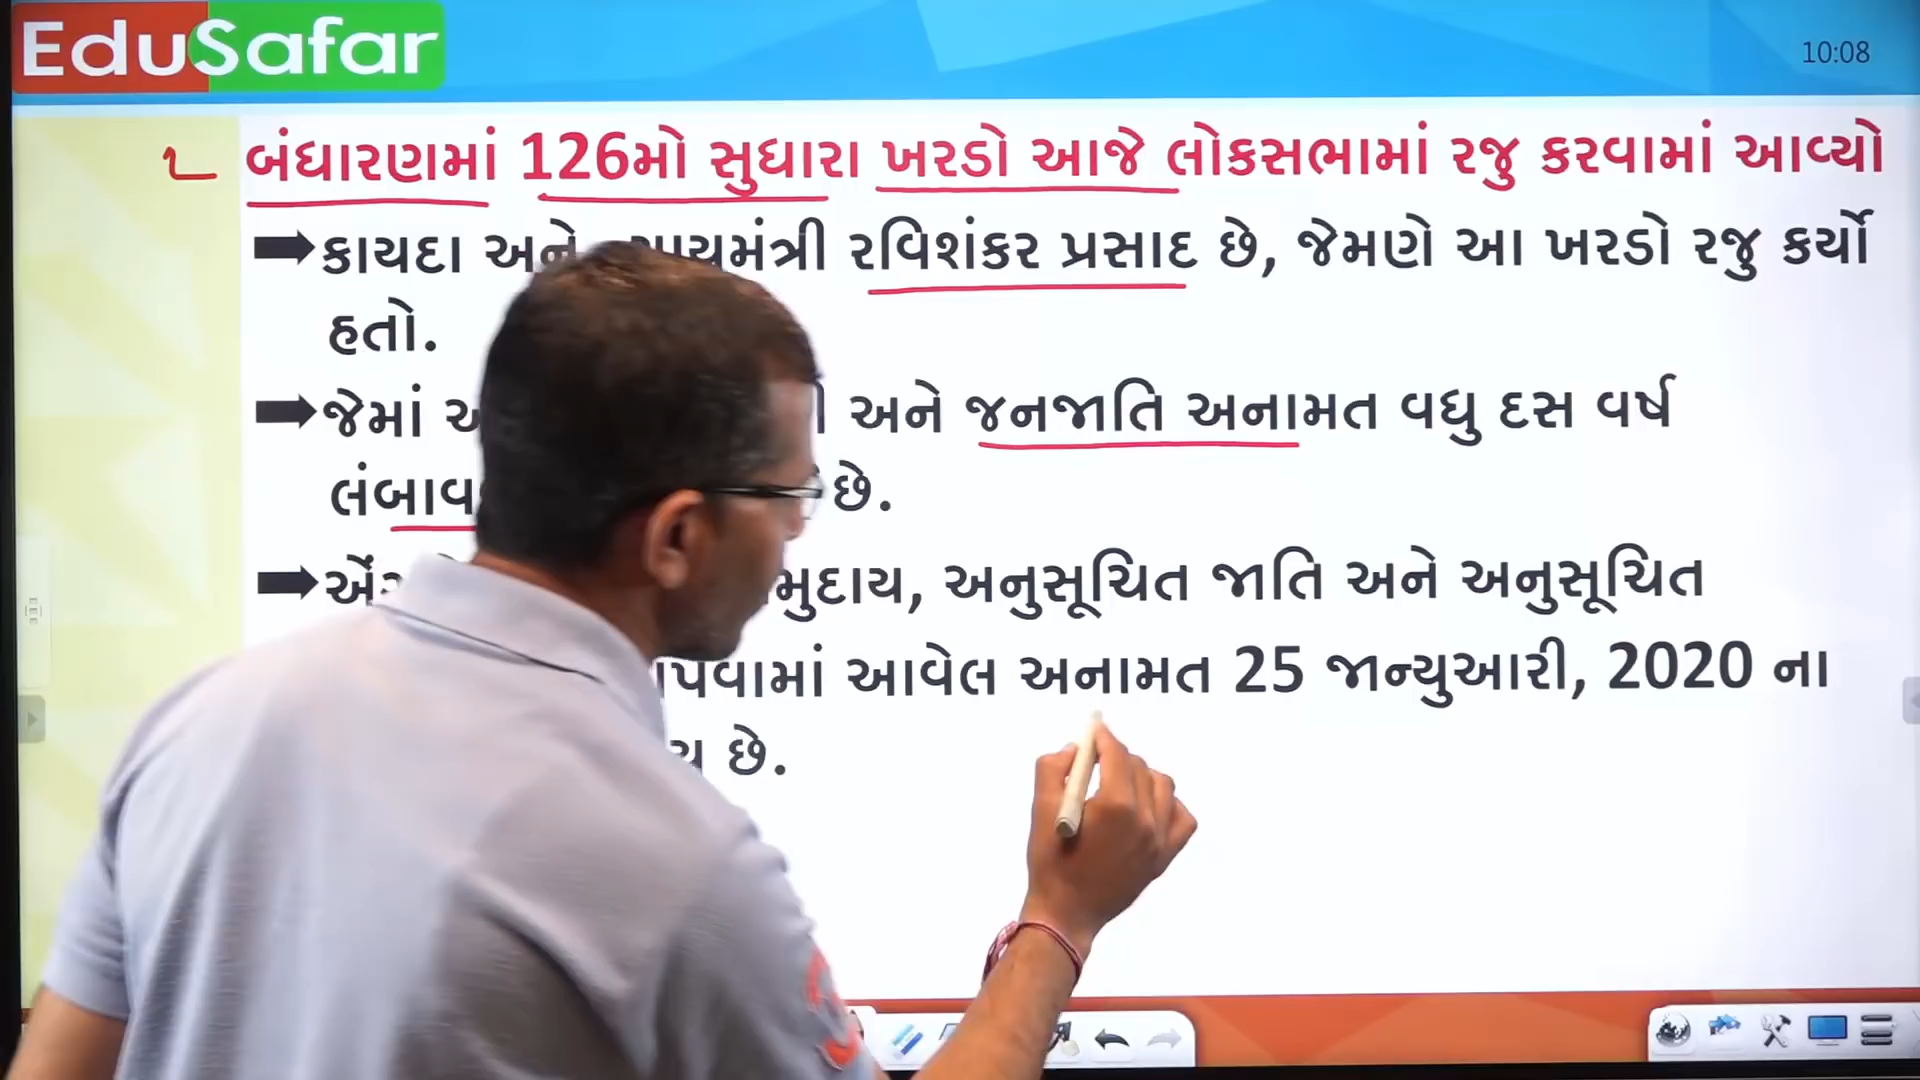 EduSafar
10:08
૨ બંધારણમાં 126મો સુધારા ખરડો આજે લોકસભામાં રજુ કરવામાં આવ્યો
કાયદા અને રવિશંકર પ્રસાદ છે, જેમણે આ ખરડો રજુ કર્યો
હતો.
જેમાં અને જનજાતિ અનામત વધુ દસ વર્ષ
છે.
અનુસૂચિત જાતિ અને અનુસૂચિત
આવેલ અનામત 25 જાન્યુઆરી, 2020 ના
છે.